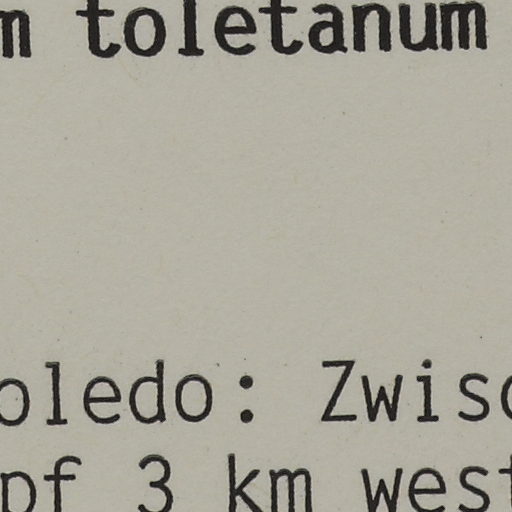 m toletanum
oledo: Zwisc
pf 3 km west